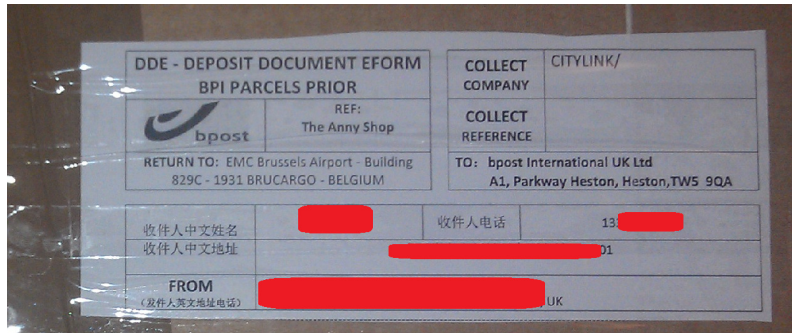 DDE - DEPOSIT DOCUMENT EFORM
BPI PARCELS PRIOR
bpost
REF:
The Anny Shop
RETURN TO: EMC Brussels Airport - Building
829C - 1931 BRUCARGO - BELGIUM
COLLECT
COMPANY
CITYLINK/
COLLECT
REFERENCE
TO: bpost International UK Ltd
A1, Parkway Heston, Heston,TW5 9QA
收件人中文姓名
收件人电话
13
收件人中文地址
01
FROM
(发件人英文地址电话)
UK